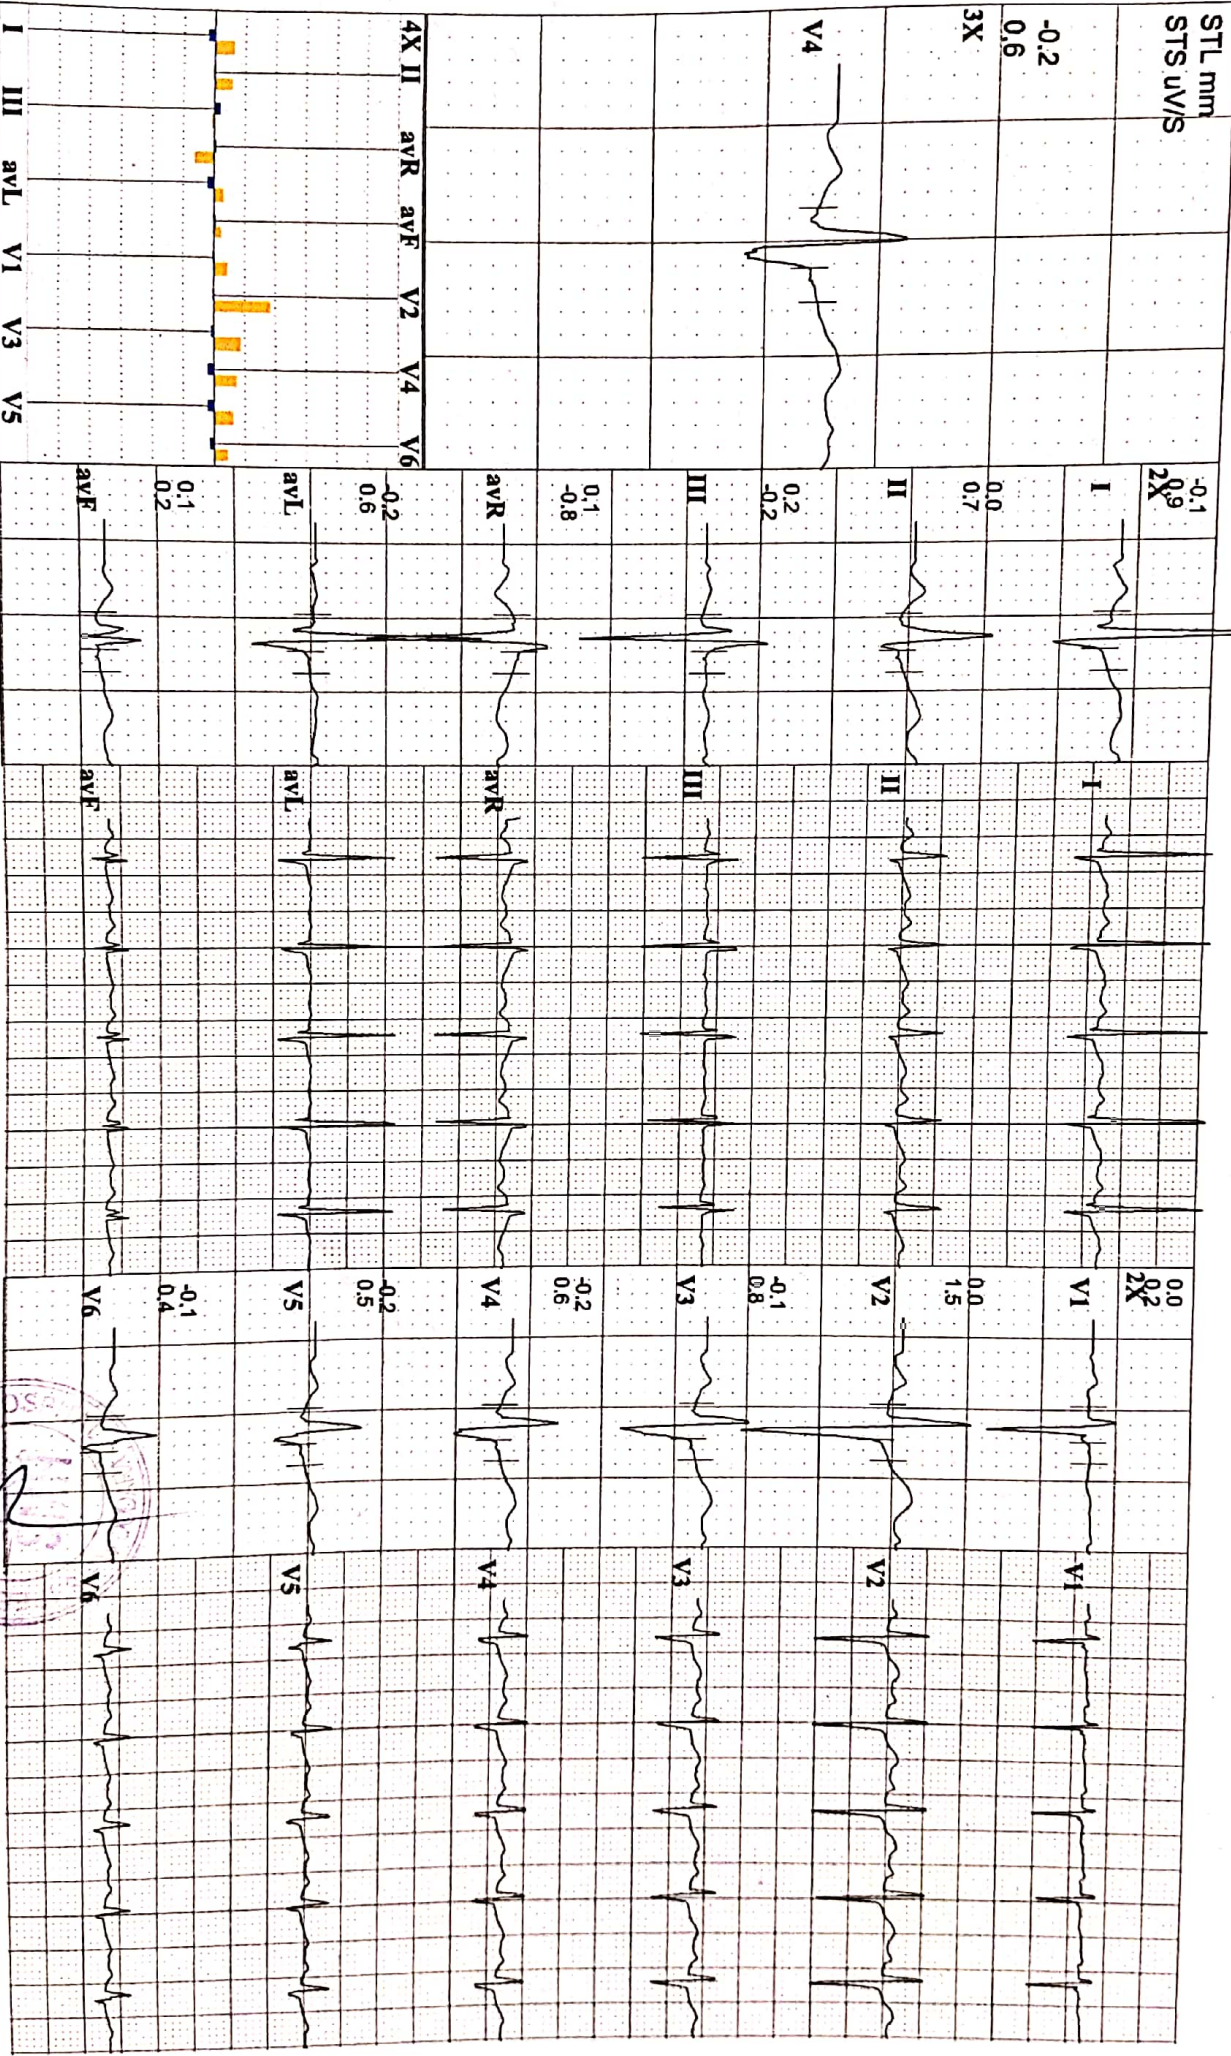 STL mm
STS uV/S
-0.2
0.6
3X
V4
4X II avR avF V2 V4 V6
I III avL V1 V3 V5
-0.1
0.9
2X
I
0.0
0.7
II
0.2
-0.2
III
0.1
-0.8
avR
-0.2
0.6
avL
0.1
0.2
avF
I
II
III
avR
avL
avF
0.0
0.2
2X
V1
0.0
1.5
V2
-0.1
0.8
V3
-0.2
0.6
V4
-0.2
0.5
V5
-0.1
0.4
V6
V1
V2
V3
V4
V5
V6